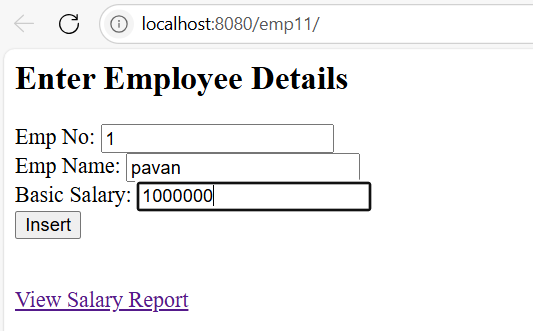 localhost:8080/emp11/
Enter Employee Details
Emp No: 1
Emp Name: pavan
Basic Salary: 1000000
Insert
View Salary Report